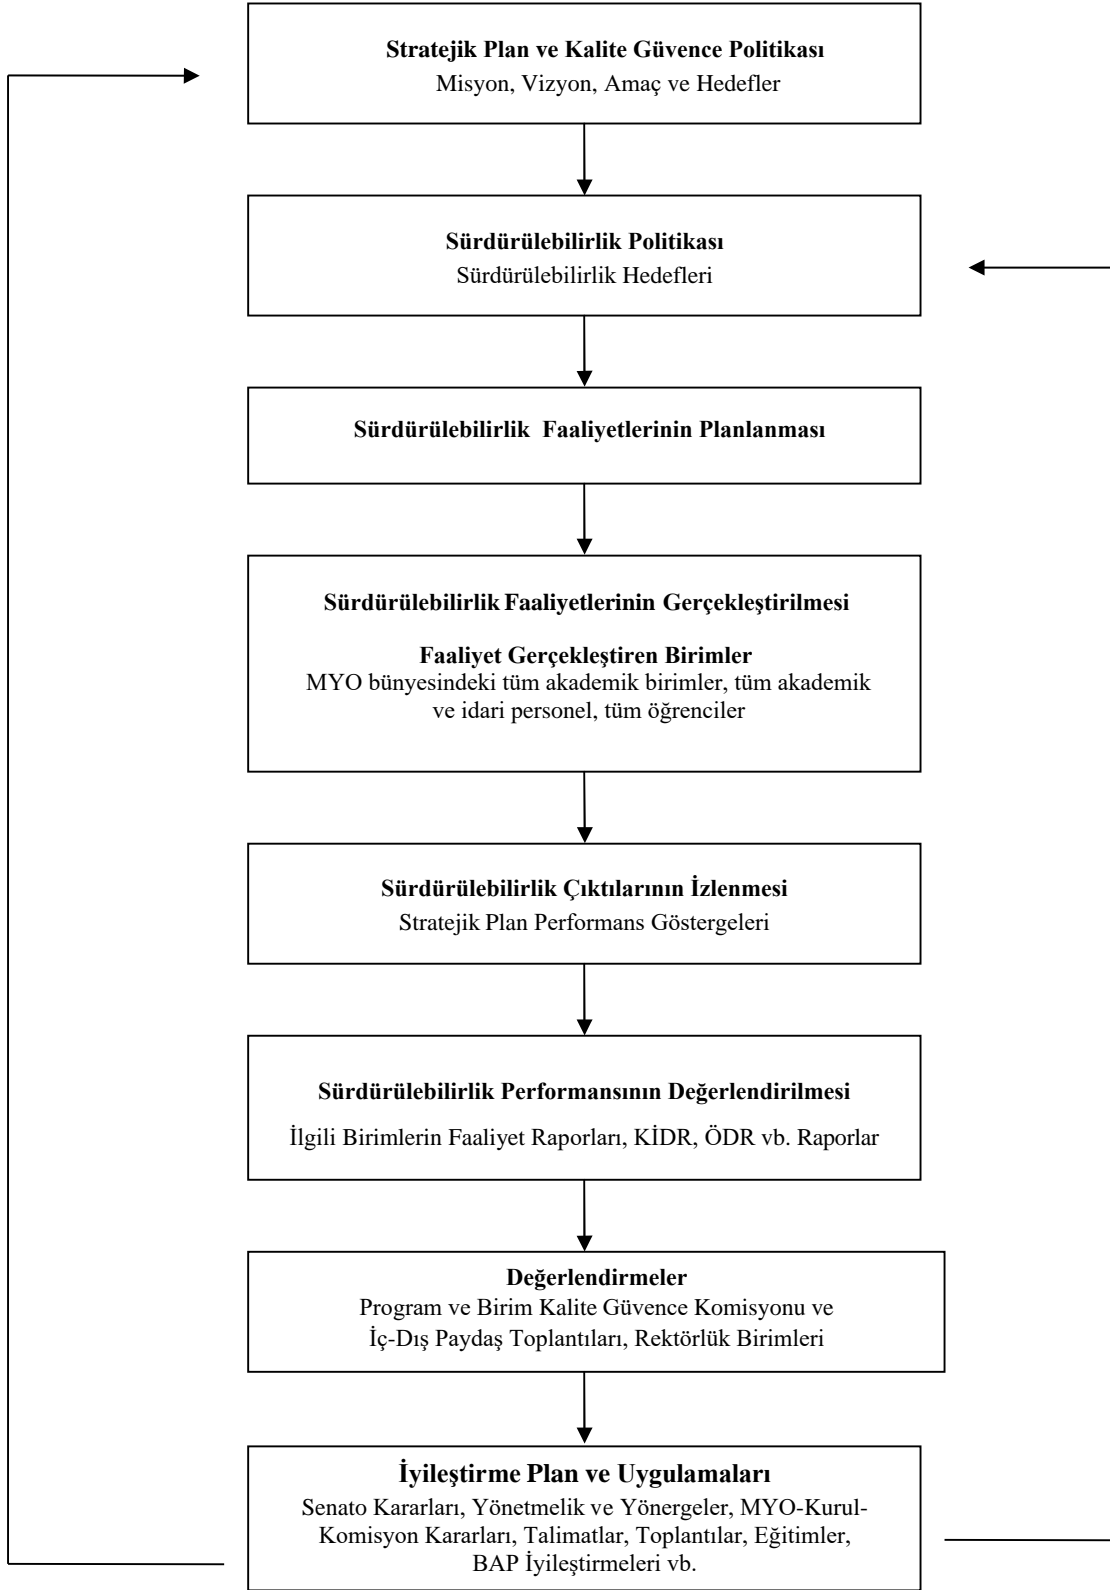 Stratejik Plan ve Kalite Güvence Politikası
Misyon, Vizyon, Amaç ve Hedefler
Sürdürülebilirlik Politikası
Sürdürülebilirlik Hedefleri
Sürdürülebilirlik Faaliyetlerinin Planlanması
Sürdürülebilirlik Faaliyetlerinin Gerçekleştirilmesi
Faaliyet Gerçekleştiren Birimler
MYO bünyesindeki tüm akademik birimler, tüm akademik
ve idari personel, tüm öğrenciler
Sürdürülebilirlik Çıktılarının İzlenmesi
Stratejik Plan Performans Göstergeleri
Sürdürülebilirlik Performansının Değerlendirilmesi
İlgili Birimlerin Faaliyet Raporları, KİDR, ÖDR vb. Raporlar
Değerlendirmeler
Program ve Birim Kalite Güvence Komisyonu ve
İç-Dış Paydaş Toplantıları, Rektörlük Birimleri
İyileştirme Plan ve Uygulamaları
Senato Kararları, Yönetmelik ve Yönergeler, MYO-Kurul-
Komisyon Kararları, Talimatlar, Toplantılar, Eğitimler,
BAP İyileştirmeleri vb.